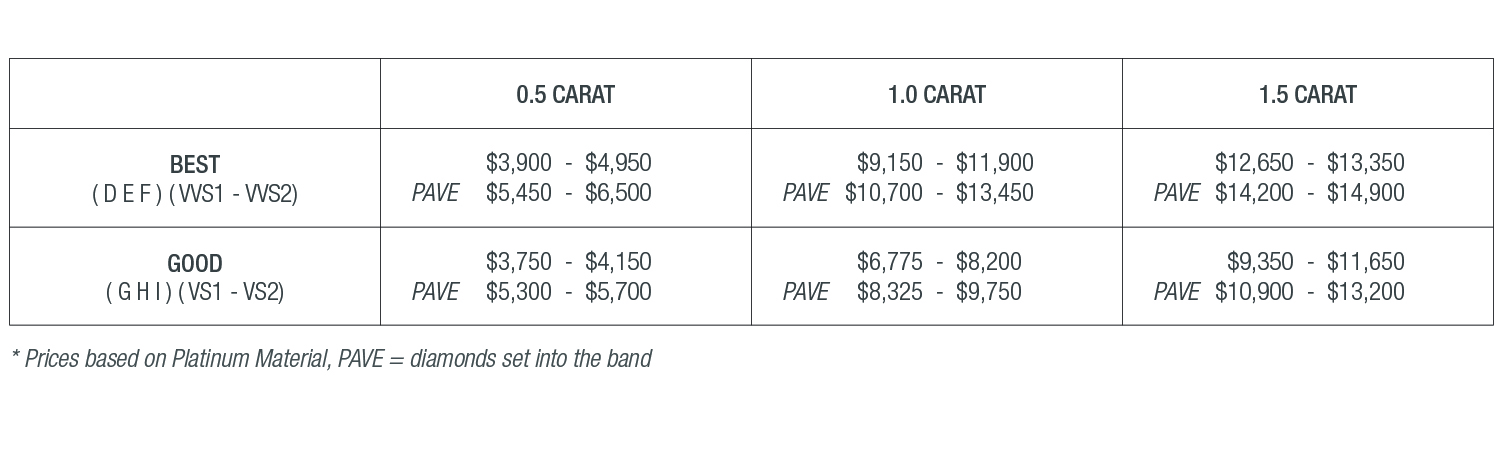 0.5 CARAT 1.0 CARAT 1.5 CARAT
BEST
(D E F) (VVS1 - VVS2)
$3,900 - $4,950
PAVE $5,450 - $6,500
$9,150 - $11,900
PAVE $10,700 - $13,450
$12,650 - $13,350
PAVE $14,200 - $14,900
GOOD
(G H I) (VS1 - VS2)
$3,750 - $4,150
PAVE $5,300 - $5,700
$6,775 - $8,200
PAVE $8,325 - $9,750
$9,350 - $11,650
PAVE $10,900 - $13,200
* Prices based on Platinum Material, PAVE = diamonds set into the band